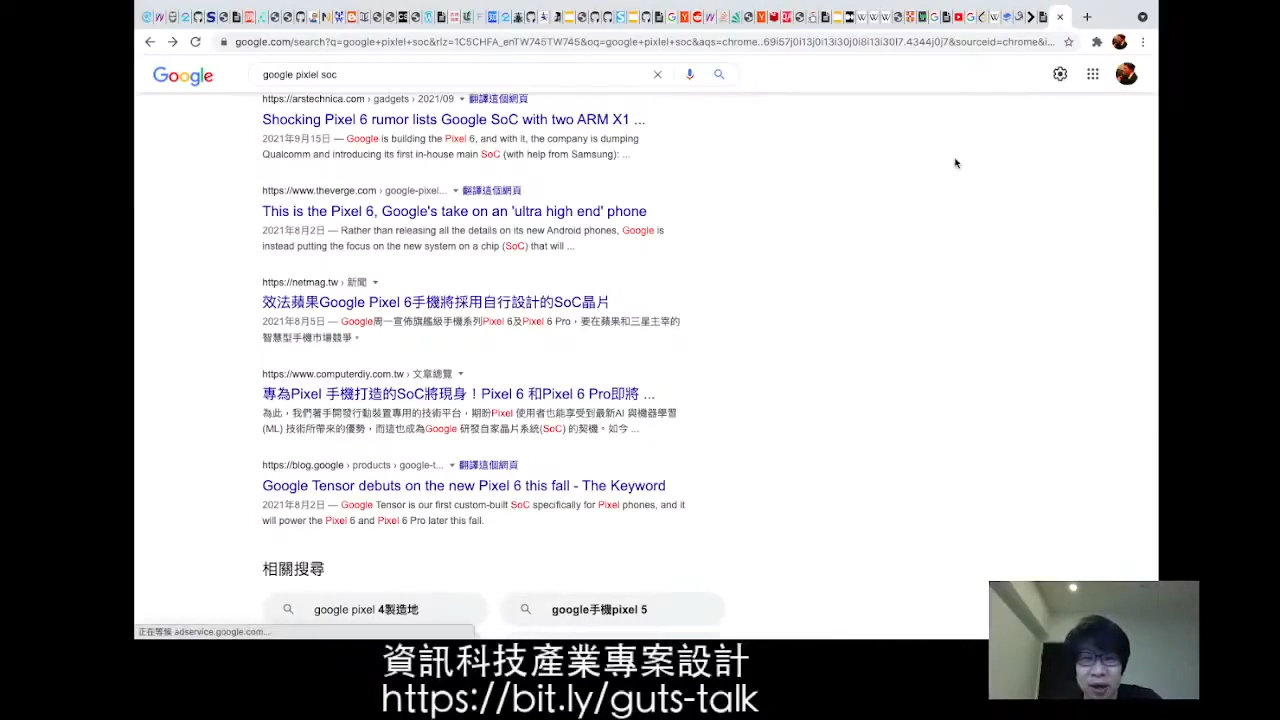 google.com/search?q=google+pixlel+soc&rlz=1C5CHFA_enTW745TW745&oq=google+pixlel+soc&aqs=chrome..69i57j0i13j0i13i30j0i8i13i30l7.4344j0j7&sourceid=chrome&i...
Google
google pixlel soc
https://arstechnica.com › gadgets › 2021/09 翻譯這個網頁
Shocking Pixel 6 rumor lists Google SoC with two ARM X1 ...
2021年9月15日 — Google is building the Pixel 6, and with it, the company is dumping
Qualcomm and introducing its first in-house main SoC (with help from Samsung): ...
https://www.theverge.com › google-pixel... 翻譯這個網頁
This is the Pixel 6, Google's take on an 'ultra high end' phone
2021年8月2日 — Rather than releasing all the details on its new Android phones, Google is
instead putting the focus on the new system on a chip (SoC) that will ...
https://netmag.tw › 新聞
效法蘋果Google Pixel 6手機將採用自行設計的SoC晶片
2021年8月5日 — Google周一宣佈旗艦級手機系列Pixel 6及Pixel 6 Pro，要在蘋果和三星主宰的
智慧型手機市場競爭。
https://www.computerdiy.com.tw › 文章總覽
專為Pixel 手機打造的SoC將現身！Pixel 6 和Pixel 6 Pro即將 ...
為此，我們著手開發行動裝置專用的技術平台，期盼Pixel 使用者也能享受到最新AI 與機器學習
(ML) 技術所帶來的優勢，而這也成為Google 研發自家晶片系統(SoC) 的契機。如今 ...
https://blog.google › products › google-t... 翻譯這個網頁
Google Tensor debuts on the new Pixel 6 this fall - The Keyword
2021年8月2日 — Google Tensor is our first custom-built SoC specifically for Pixel phones, and it
will power the Pixel 6 and Pixel 6 Pro later this fall.
相關搜尋
google pixel 4製造地
google手機pixel 5
正在等候 adservice.google.com...
資訊科技產業專案設計
https://bit.ly/guts-talk